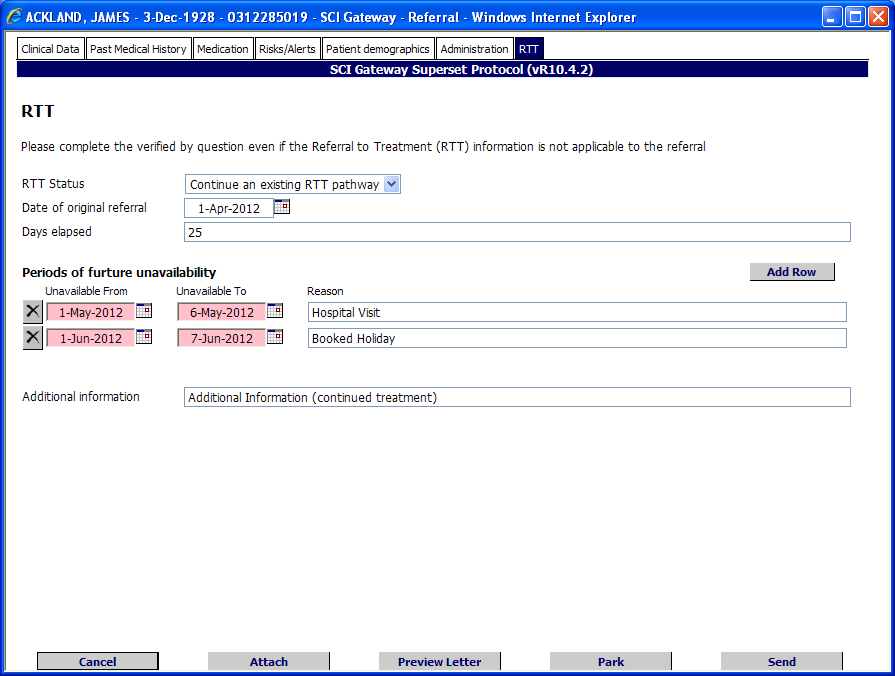 ACKLAND, JAMES - 3-Dec-1928 - 0312285019 - SCI Gateway - Referral - Windows Internet Explorer
Clinical Data Past Medical History Medication Risks/Alerts Patient demographics Administration RTT
SCI Gateway Superset Protocol (vR10.4.2)
RTT
Please complete the verified by question even if the Referral to Treatment (RTT) information is not applicable to the referral
RTT Status Continue an existing RTT pathway
Date of original referral 1-Apr-2012
Days elapsed 25
Periods of furture unavailability Add Row
Unavailable From Unavailable To Reason
1-May-2012 6-May-2012 Hospital Visit
1-Jun-2012 7-Jun-2012 Booked Holiday
Additional information Additional Information (continued treatment)
Cancel Attach Preview Letter Park Send